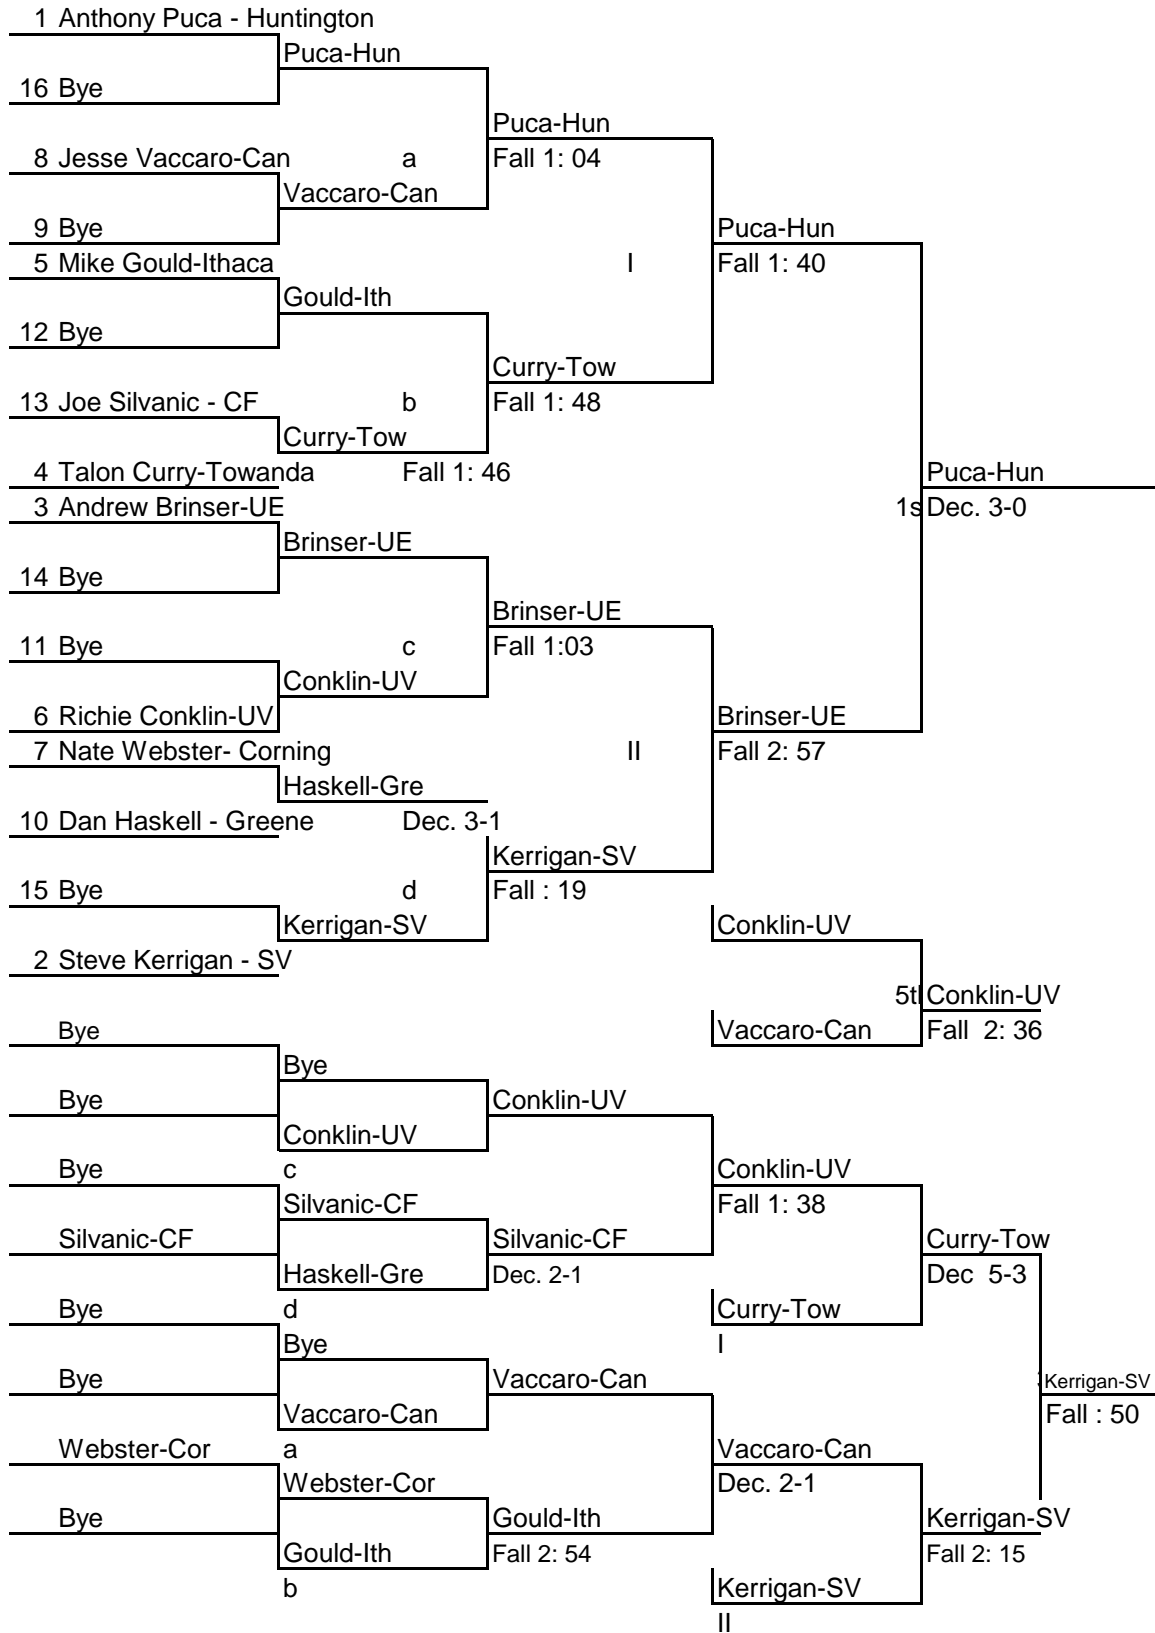 1 Anthony Puca - Huntington
Puca-Hun
16 Bye
Puca-Hun
8 Jesse Vaccaro-Can a Fall 1: 04
Vaccaro-Can
9 Bye Puca-Hun
5 Mike Gould-Ithaca I Fall 1: 40
Gould-Ith
12 Bye
Curry-Tow
13 Joe Silvanic - CF b Fall 1: 48
Curry-Tow
4 Talon Curry-Towanda Fall 1: 46 Puca-Hun
3 Andrew Brinser-UE 1s Dec. 3-0
Brinser-UE
14 Bye
Brinser-UE
11 Bye c Fall 1:03
Conklin-UV
6 Richie Conklin-UV Brinser-UE
7 Nate Webster- Corning II Fall 2: 57
Haskell-Gre
10 Dan Haskell - Greene Dec. 3-1
Kerrigan-SV
15 Bye d Fall : 19
Kerrigan-SV Conklin-UV
2 Steve Kerrigan - SV
5t Conklin-UV
Bye Vaccaro-Can Fall 2: 36
Bye
Bye Conklin-UV
Conklin-UV
Bye c Conklin-UV
Silvanic-CF Fall 1: 38
Silvanic-CF Silvanic-CF Curry-Tow
Haskell-Gre Dec. 2-1 Dec 5-3
Bye d Curry-Tow
Bye I
Bye Vaccaro-Can Kerrigan-SV
Vaccaro-Can Fall : 50
Webster-Cor a Vaccaro-Can
Webster-Cor Dec. 2-1
Bye Gould-Ith Kerrigan-SV
Gould-Ith Fall 2: 54 Fall 2: 15
b Kerrigan-SV
II